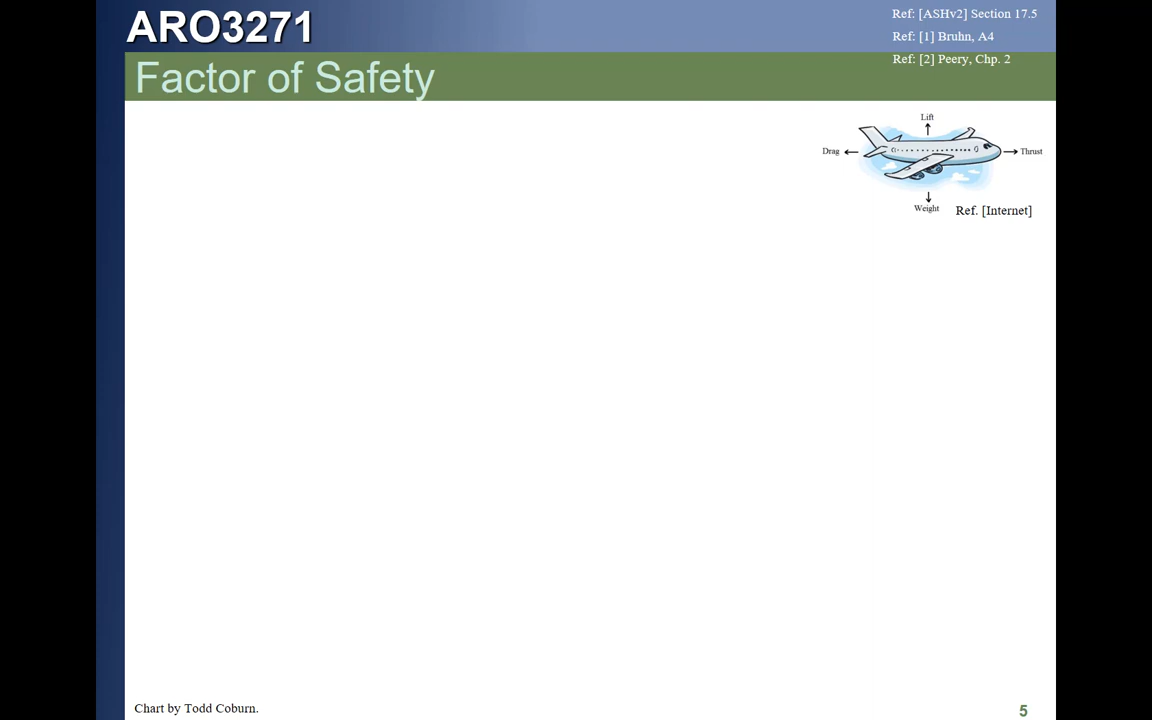 ARO3271
Ref: [ASHv2] Section 17.5
Ref: [1] Bruhn, A4
Ref: [2] Peery, Chp. 2
Factor of Safety
Lift
Drag
Thrust
Weight
Ref. [Internet]
Chart by Todd Coburn.
5